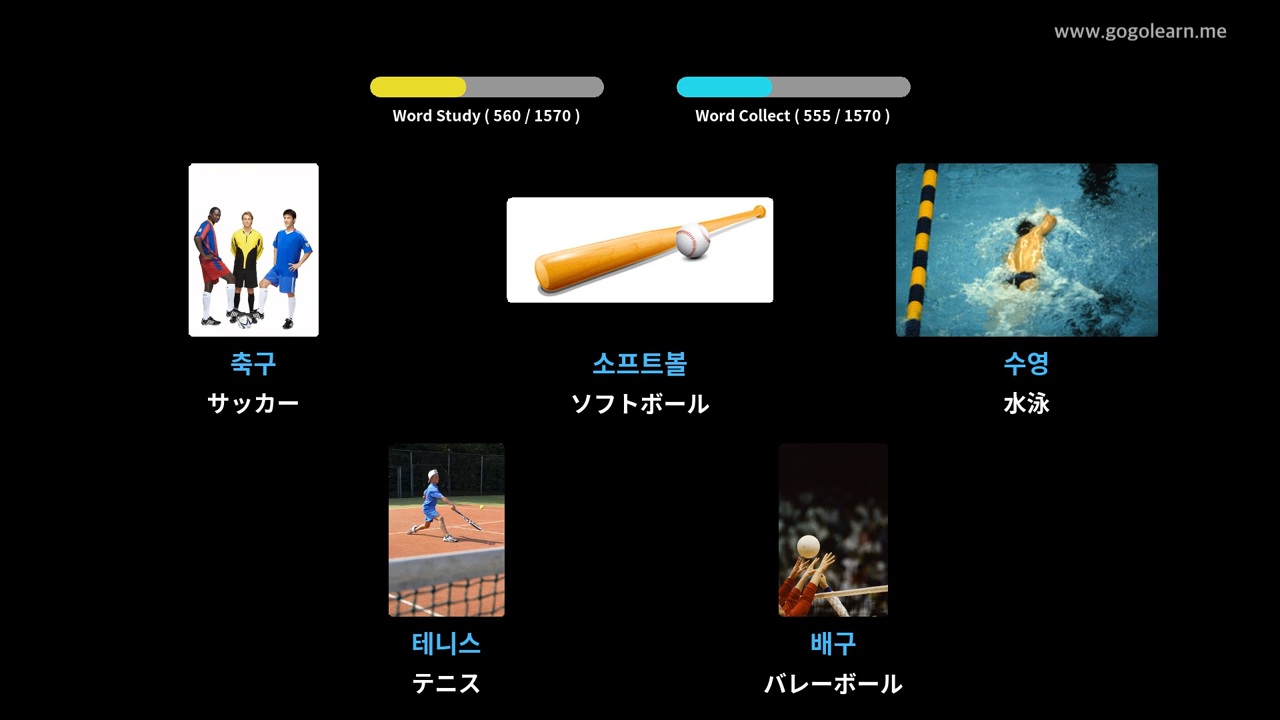 www.gogolearn.me
Word Study ( 560 / 1570 )
Word Collect ( 555 / 1570 )
축구
サッカー
소프트볼
ソフトボール
수영
水泳
테니스
テニス
배구
バレーボール